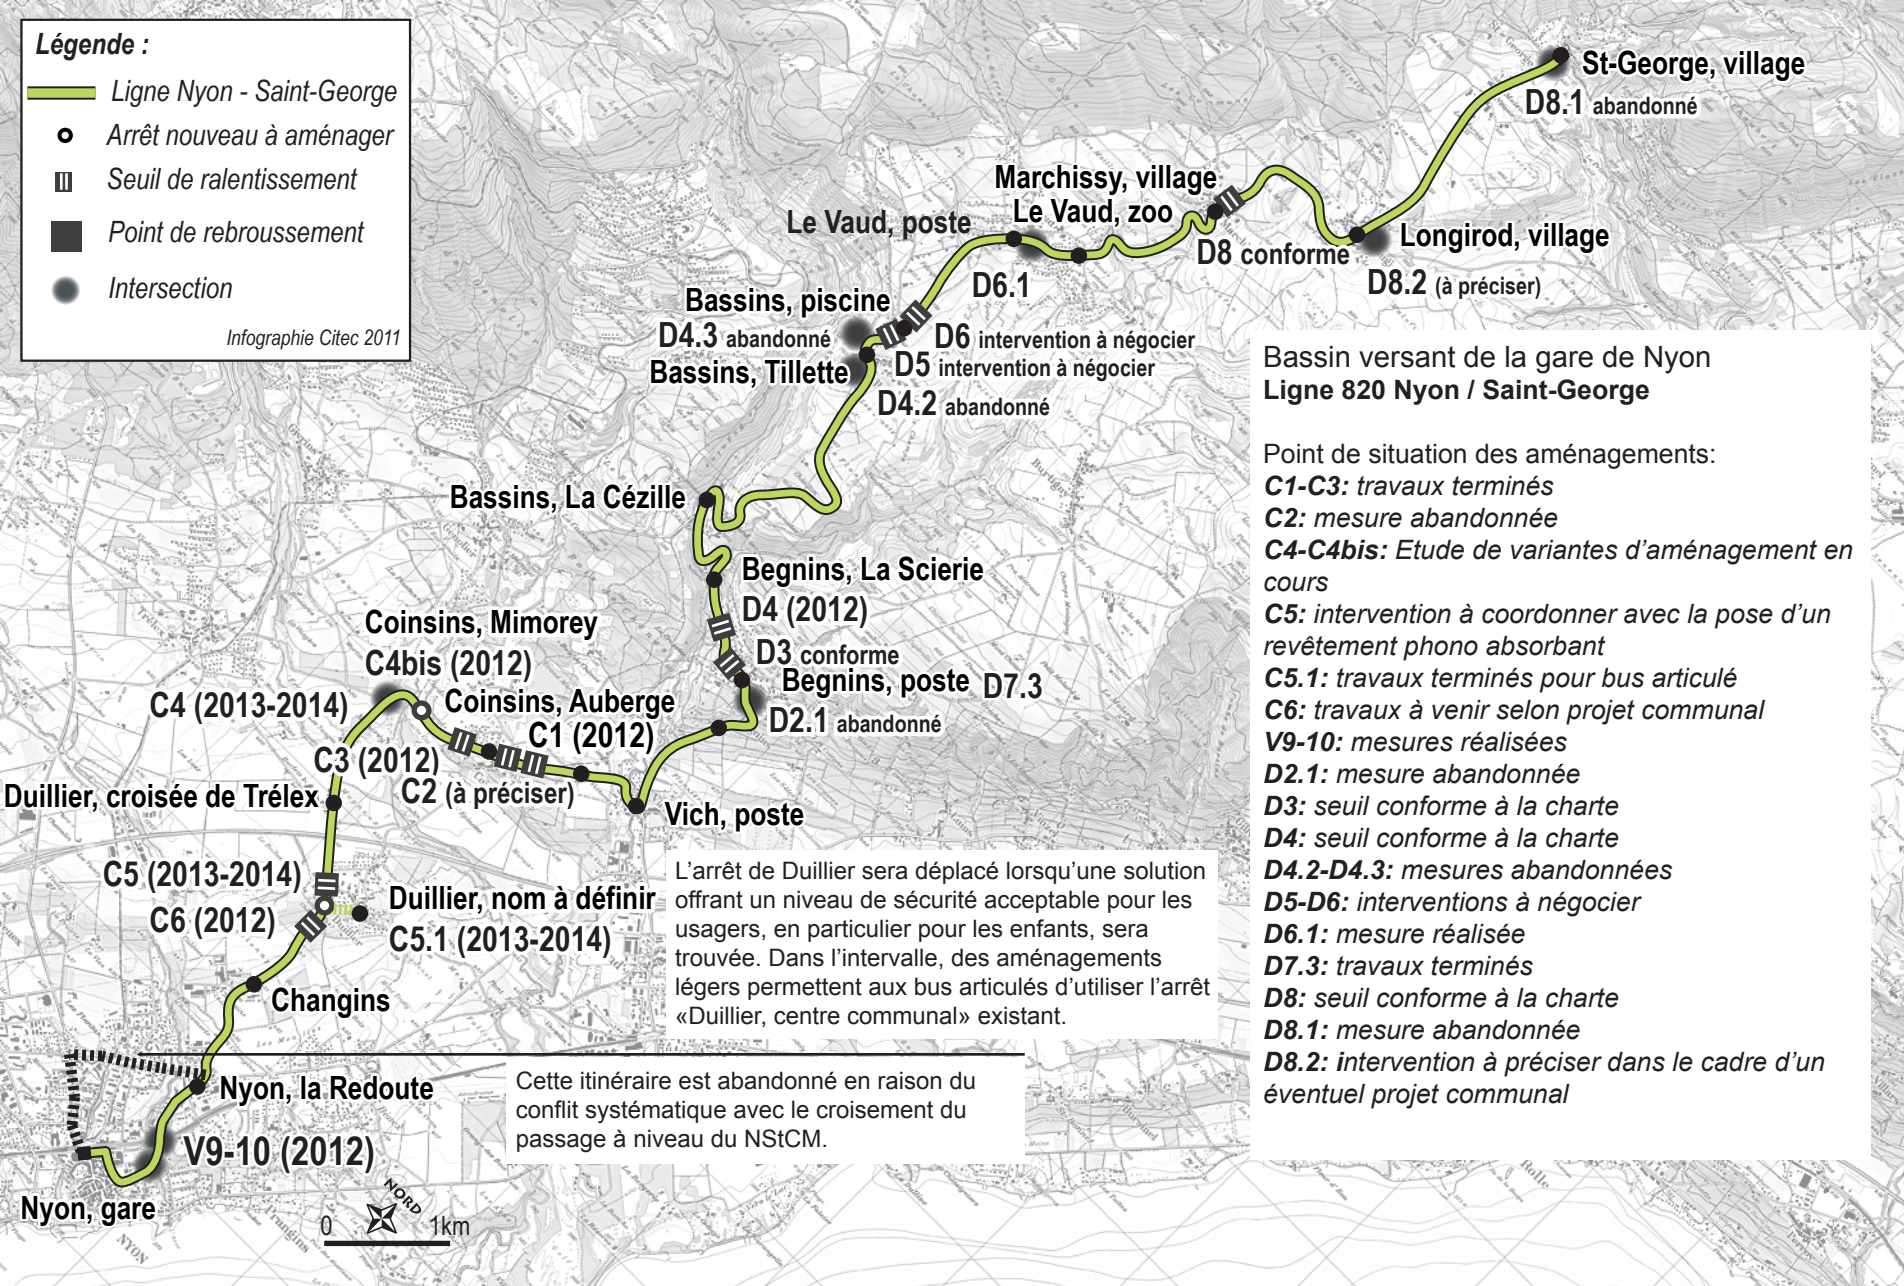 Légende :
Ligne Nyon - Saint-George
Arrêt nouveau à aménager
Seuil de ralentissement
Point de rebroussement
Intersection
Infographie Citec 2011
St-George, village
D8.1 abandonné
Marchissy, village
Le Vaud, zoo
Le Vaud, poste
D8 conforme
Longirod, village
D8.2 (à préciser)
D6.1
Bassins, piscine
D4.3 abandonné
D6 intervention à négocier
Bassins, Tillette
D5 intervention à négocier
D4.2 abandonné
Bassins, La Cézille
Begnins, La Scierie
D4 (2012)
D3 conforme
Begnins, poste
D7.3
D2.1 abandonné
Coinsins, Mimorey
C4bis (2012)
C4 (2013-2014)
Coinsins, Auberge
C1 (2012)
C3 (2012)
C2 (à préciser)
Duillier, croisée de Trélex
Vich, poste
C5 (2013-2014)
C6 (2012)
Duillier, nom à définir
C5.1 (2013-2014)
Changins
Nyon, la Redoute
V9-10 (2012)
Nyon, gare
NORD
0 1km
NYON
L'arrêt de Duillier sera déplacé lorsqu'une solution
offrant un niveau de sécurité acceptable pour les
usagers, en particulier pour les enfants, sera
trouvée. Dans l'intervalle, des aménagements
légers permettent aux bus articulés d'utiliser l'arrêt
«Duillier, centre communal» existant.
Cette itinéraire est abandonné en raison du
conflit systématique avec le croisement du
passage à niveau du NStCM.
Bassin versant de la gare de Nyon
Ligne 820 Nyon / Saint-George
Point de situation des aménagements:
C1-C3: travaux terminés
C2: mesure abandonnée
C4-C4bis: Etude de variantes d'aménagement en
cours
C5: intervention à coordonner avec la pose d'un
revêtement phono absorbant
C5.1: travaux terminés pour bus articulé
C6: travaux à venir selon projet communal
V9-10: mesures réalisées
D2.1: mesure abandonnée
D3: seuil conforme à la charte
D4: seuil conforme à la charte
D4.2-D4.3: mesures abandonnées
D5-D6: interventions à négocier
D6.1: mesure réalisée
D7.3: travaux terminés
D8: seuil conforme à la charte
D8.1: mesure abandonnée
D8.2: intervention à préciser dans le cadre d'un
éventuel projet communal